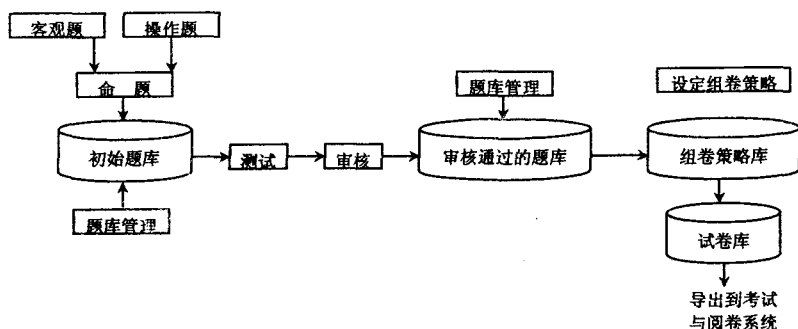 客观题
操作题
命 题
题库管理
设定组卷策略
初始题库
测试
审核
审核通过的题库
组卷策略库
题库管理
试卷库
导出到考试
与阅卷系统